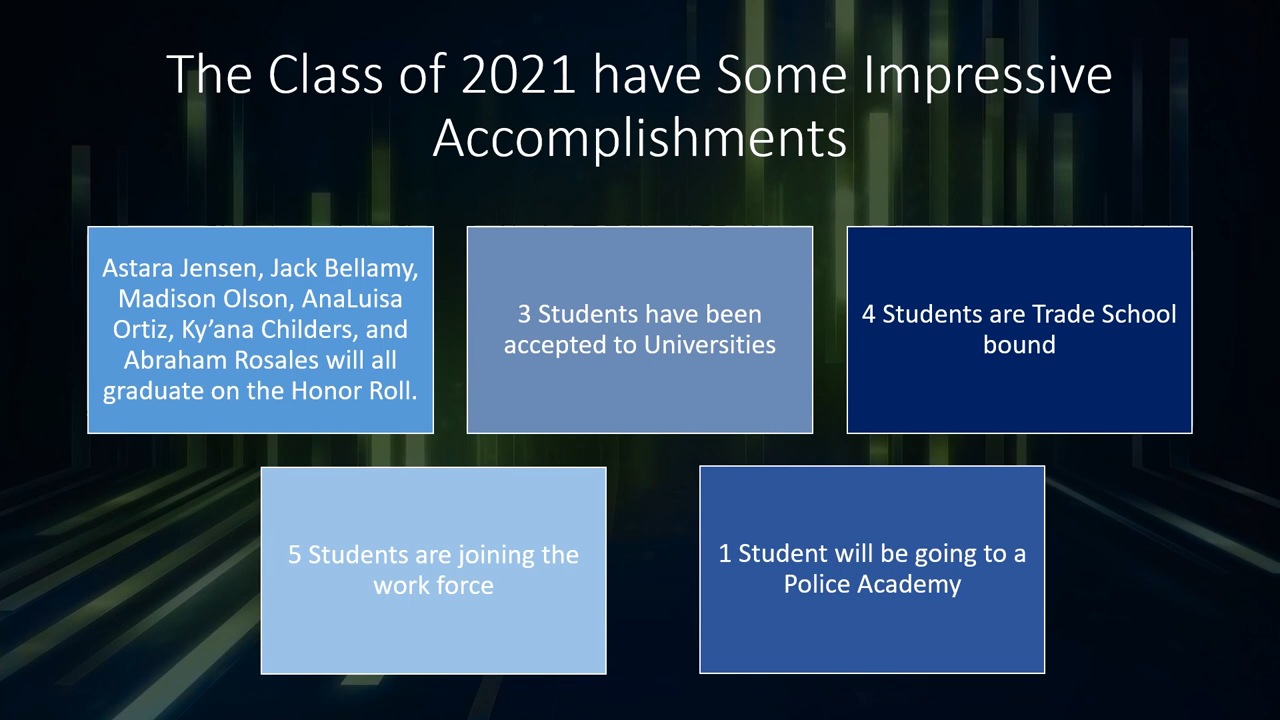 The Class of 2021 have Some Impressive
Accomplishments
Astara Jensen, Jack Bellamy,
Madison Olson, AnaLuisa
Ortiz, Ky’ana Childers, and
Abraham Rosales will all
graduate on the Honor Roll.
3 Students have been
accepted to Universities
4 Students are Trade School
bound
5 Students are joining the
work force
1 Student will be going to a
Police Academy